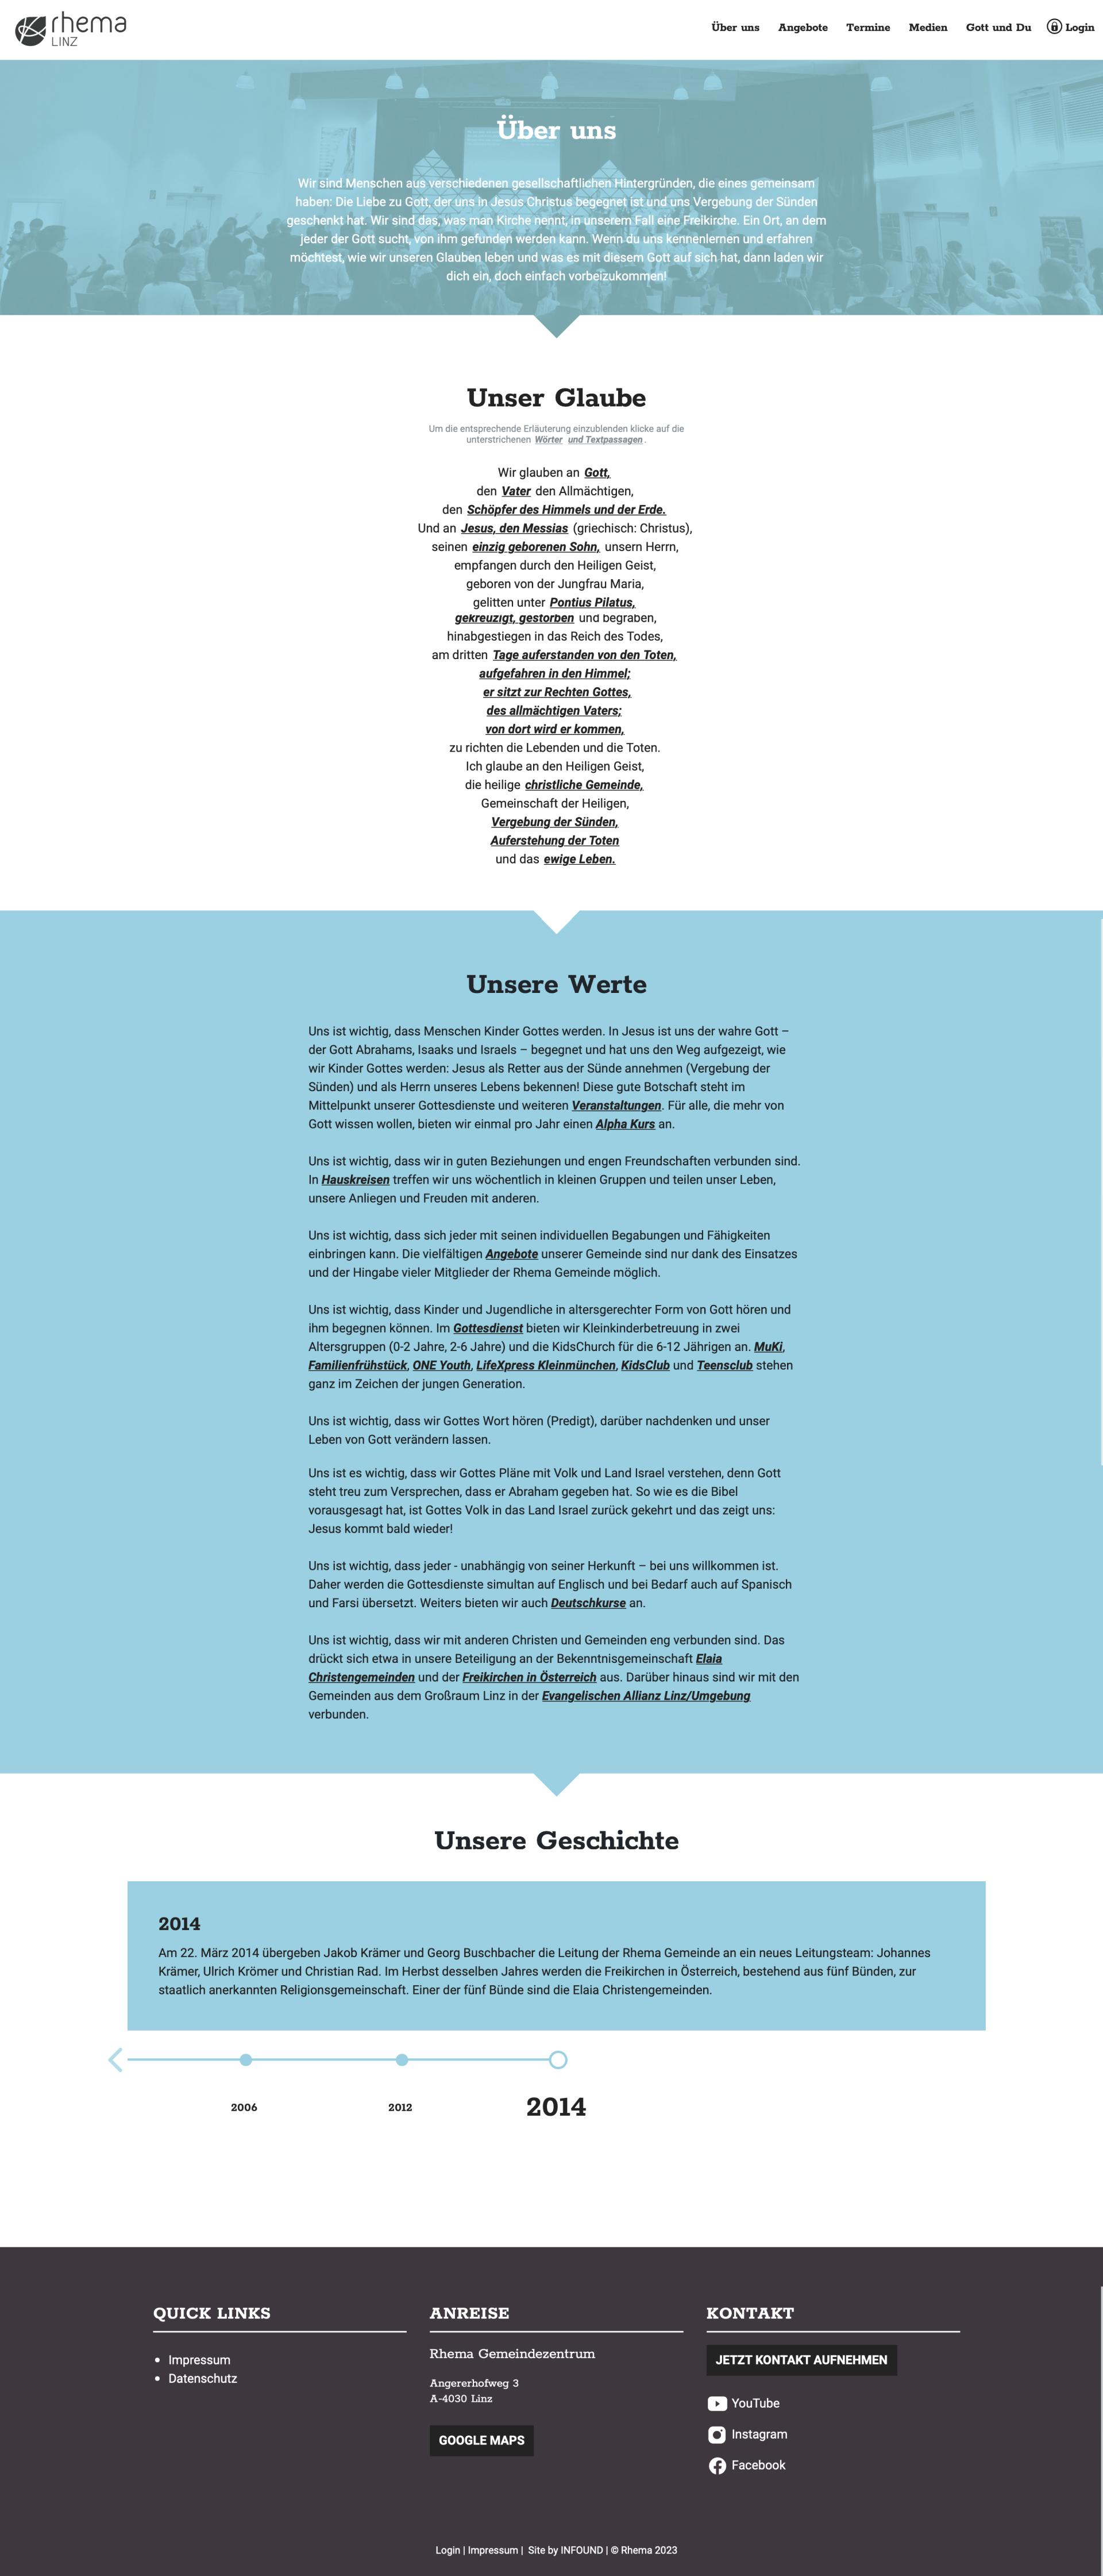 rhema
LINZ
Über uns Angebote Termine Medien Gott und Du Login
Über uns
Wir sind Menschen aus verschiedenen gesellschaftlichen Hintergründen, die eines gemeinsam
haben: Die Liebe zu Gott, der uns in Jesus Christus begegnet ist und uns Vergebung der Sünden
geschenkt hat. Wir sind das, was man Kirche nennt, in unserem Fall eine Freikirche. Ein Ort, an dem
jeder der Gott sucht, von ihm gefunden werden kann. Wenn du uns kennenlernen und erfahren
möchtest, wie wir unseren Glauben leben und was es mit diesem Gott auf sich hat, dann laden wir
dich ein, doch einfach vorbeizukommen!
Unser Glaube
Um die entsprechende Erläuterung einzublenden klicke auf die
unterstrichenen Wörter und Textpassagen .
Wir glauben an Gott,
den Vater den Allmächtigen,
den Schöpfer des Himmels und der Erde.
Und an Jesus, den Messias (griechisch: Christus),
seinen einzig geborenen Sohn, unsern Herrn,
empfangen durch den Heiligen Geist,
geboren von der Jungfrau Maria,
gelitten unter Pontius Pilatus,
gekreuzigt, gestorben und begraben,
hinabgestiegen in das Reich des Todes,
am dritten Tage auferstanden von den Toten,
aufgefahren in den Himmel;
er sitzt zur Rechten Gottes,
des allmächtigen Vaters;
von dort wird er kommen,
zu richten die Lebenden und die Toten.
Ich glaube an den Heiligen Geist,
die heilige christliche Gemeinde,
Gemeinschaft der Heiligen,
Vergebung der Sünden,
Auferstehung der Toten
und das ewige Leben.
Unsere Werte
Uns ist wichtig, dass Menschen Kinder Gottes werden. In Jesus ist uns der wahre Gott –
der Gott Abrahams, Isaaks und Israels – begegnet und hat uns den Weg aufgezeigt, wie
wir Kinder Gottes werden: Jesus als Retter aus der Sünde annehmen (Vergebung der
Sünden) und als Herrn unseres Lebens bekennen! Diese gute Botschaft steht im
Mittelpunkt unserer Gottesdienste und weiteren Veranstaltungen. Für alle, die mehr von
Gott wissen wollen, bieten wir einmal pro Jahr einen Alpha Kurs an.
Uns ist wichtig, dass wir in guten Beziehungen und engen Freundschaften verbunden sind.
In Hauskreisen treffen wir uns wöchentlich in kleinen Gruppen und teilen unser Leben,
unsere Anliegen und Freuden mit anderen.
Uns ist wichtig, dass sich jeder mit seinen individuellen Begabungen und Fähigkeiten
einbringen kann. Die vielfältigen Angebote unserer Gemeinde sind nur dank des Einsatzes
und der Hingabe vieler Mitglieder der Rhema Gemeinde möglich.
Uns ist wichtig, dass Kinder und Jugendliche in altersgerechter Form von Gott hören und
ihm begegnen können. Im Gottesdienst bieten wir Kleinkinderbetreuung in zwei
Altersgruppen (0-2 Jahre, 2-6 Jahre) und die KidsChurch für die 6-12 Jährigen an. MuKi,
Familienfrühstück, ONE Youth, LifeXpress Kleinmünchen, KidsClub und Teensclub stehen
ganz im Zeichen der jungen Generation.
Uns ist wichtig, dass wir Gottes Wort hören (Predigt), darüber nachdenken und unser
Leben von Gott verändern lassen.
Uns ist es wichtig, dass wir Gottes Pläne mit Volk und Land Israel verstehen, denn Gott
steht treu zum Versprechen, dass er Abraham gegeben hat. So wie es die Bibel
vorausgesagt hat, ist Gottes Volk in das Land Israel zurück gekehrt und das zeigt uns:
Jesus kommt bald wieder!
Uns ist wichtig, dass jeder - unabhängig von seiner Herkunft – bei uns willkommen ist.
Daher werden die Gottesdienste simultan auf Englisch und bei Bedarf auch auf Spanisch
und Farsi übersetzt. Weiters bieten wir auch Deutschkurse an.
Uns ist wichtig, dass wir mit anderen Christen und Gemeinden eng verbunden sind. Das
drückt sich etwa in unsere Beteiligung an der Bekenntnisgemeinschaft Elaia
Christengemeinden und der Freikirchen in Österreich aus. Darüber hinaus sind wir mit den
Gemeinden aus dem Großraum Linz in der Evangelischen Allianz Linz/Umgebung
verbunden.
Unsere Geschichte
2014
Am 22. März 2014 übergeben Jakob Krämer und Georg Buschbacher die Leitung der Rhema Gemeinde an ein neues Leitungsteam: Johannes
Krämer, Ulrich Krömer und Christian Rad. Im Herbst desselben Jahres werden die Freikirchen in Österreich, bestehend aus fünf Bünden, zur
staatlich anerkannten Religionsgemeinschaft. Einer der fünf Bünde sind die Elaia Christengemeinden.
2006 2012 2014
QUICK LINKS
Impressum
Datenschutz
ANREISE
Rhema Gemeindezentrum
Angererhofweg 3
A-4030 Linz
GOOGLE MAPS
KONTAKT
JETZT KONTAKT AUFNEHMEN
YouTube
Instagram
Facebook
Login | Impressum | Site by INFOUND | © Rhema 2023